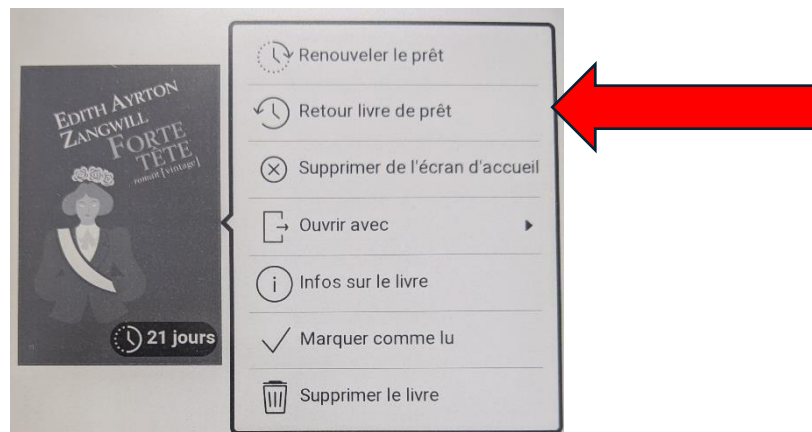 EDITH AYRTON
ZANGWILL
FORTE
TÊTE
roman [vintage]
21 jours
Renouveler le prêt
Retour livre de prêt
Supprimer de l'écran d'accueil
Ouvrir avec
Infos sur le livre
Marquer comme lu
Supprimer le livre